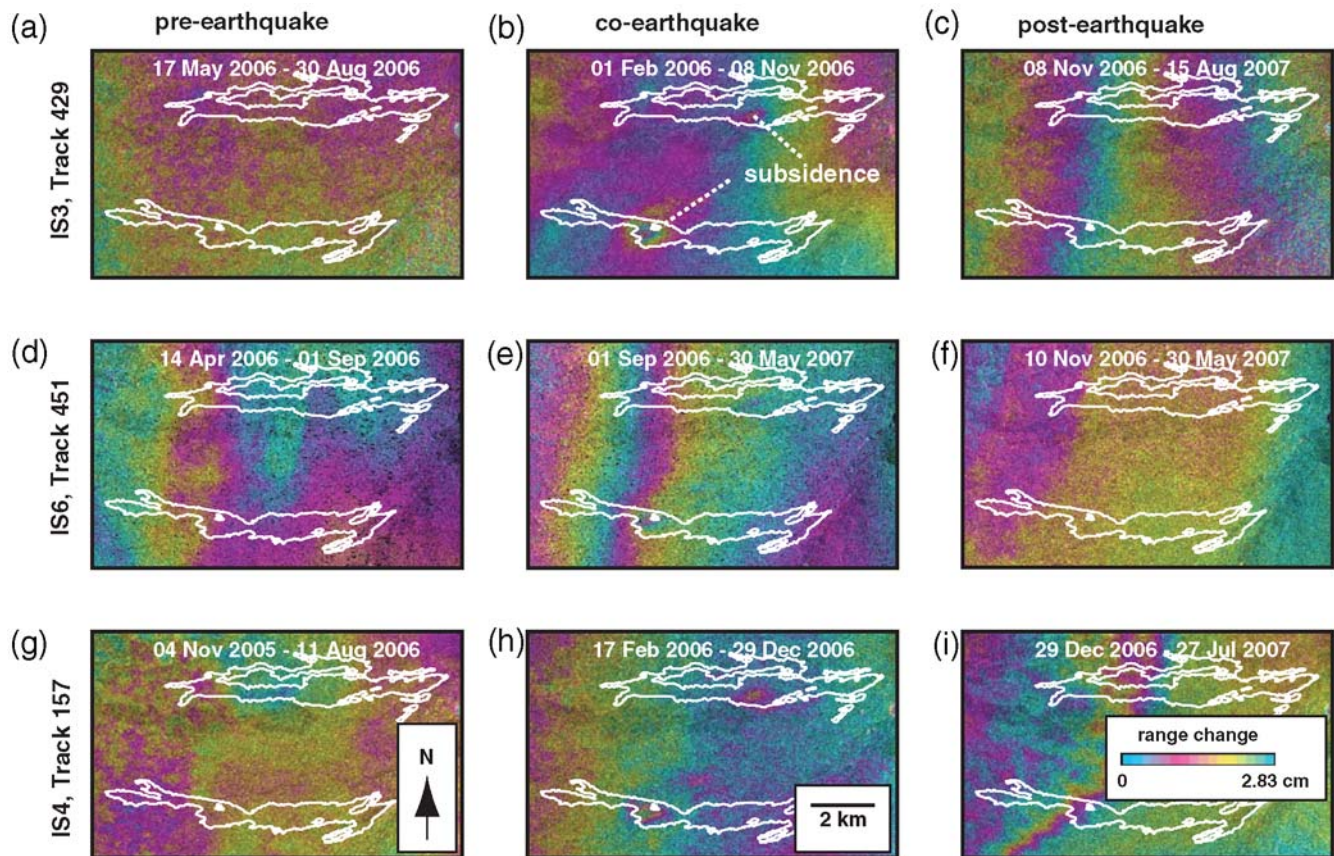 pre-earthquake
co-earthquake
post-earthquake
(a)
(b)
(c)
IS3, Track 429
17 May 2006 - 30 Aug 2006
01 Feb 2006 - 08 Nov 2006
08 Nov 2006 - 15 Aug 2007
subsidence
(d)
(e)
(f)
IS6, Track 451
14 Apr 2006 - 01 Sep 2006
01 Sep 2006 - 30 May 2007
10 Nov 2006 - 30 May 2007
(g)
(h)
(i)
IS4, Track 157
04 Nov 2005 - 11 Aug 2006
17 Feb 2006 - 29 Dec 2006
29 Dec 2006 - 27 Jul 2007
N
2 km
range change
0
2.83 cm